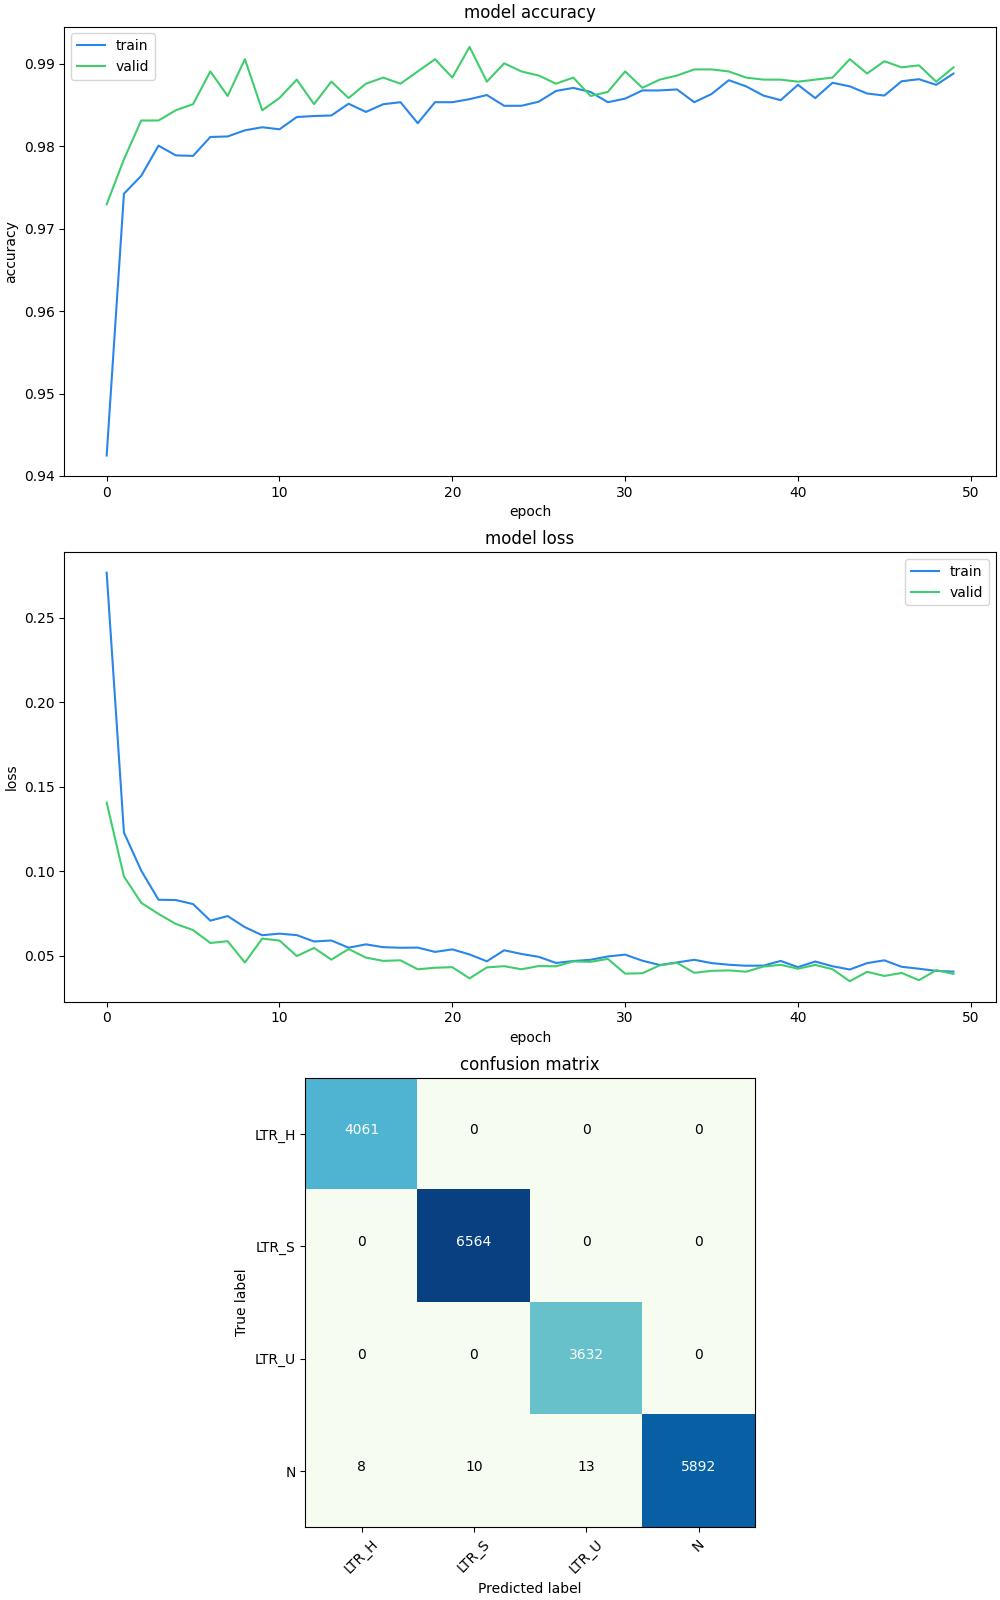 model accuracy
train
valid
0.99
0.98
0.97
0.96
0.95
0.94
accuracy
0 10 20 30 40 50
epoch
model loss
train
valid
0.25
0.20
0.15
0.10
0.05
loss
0 10 20 30 40 50
epoch
confusion matrix
LTR_H 4061 0 0 0
LTR_S 0 6564 0 0
LTR_U 0 0 3632 0
N 8 10 13 5892
True label
LTR_H LTR_S LTR_U N
Predicted label